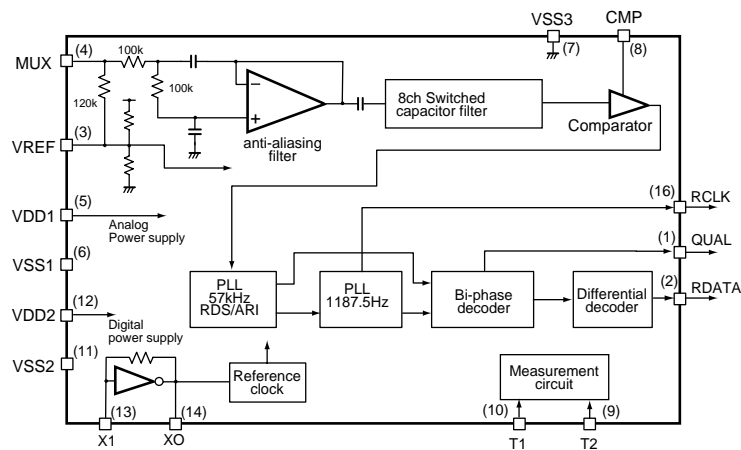 VSS3 CMP
(4) (7) (8)
MUX
100k
100k
120k
8ch Switched
capacitor filter
Comparator
(3)
VREF
anti-aliasing
filter
(5)
VDD1
Analog
Power supply
(16)
RCLK
(6)
VSS1
(1)
QUAL
PLL
57kHz
RDS/ARI
PLL
1187.5Hz
Bi-phase
decoder
Differential
decoder
(2)
RDATA
(12)
VDD2
Digital
power supply
(11)
VSS2
Reference
clock
Measurement
circuit
(13) (14) (10) (9)
X1 XO T1 T2